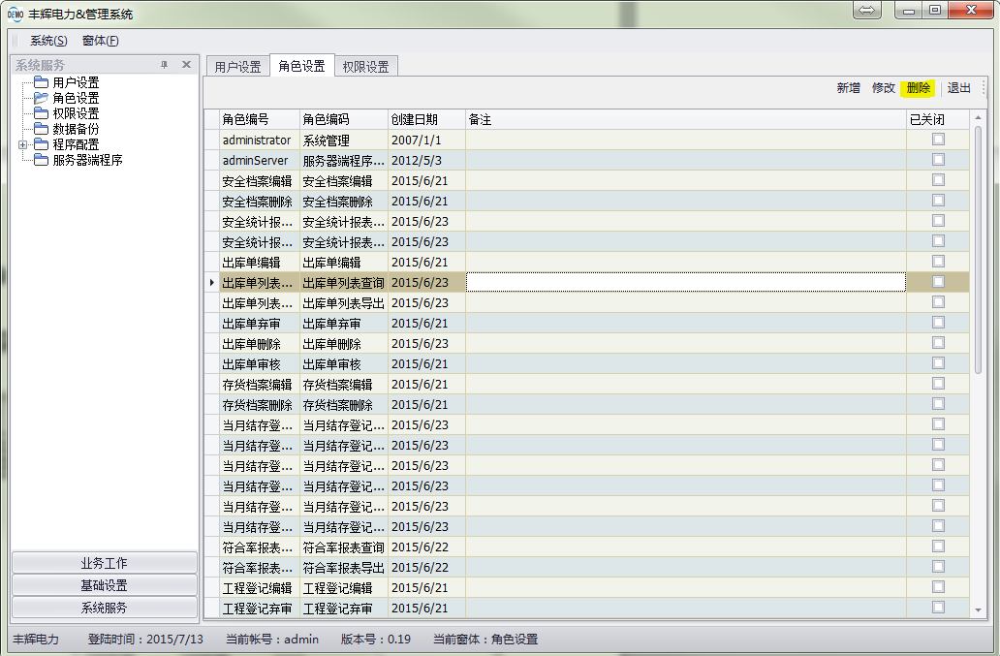 DEMO 丰辉电力&管理系统
系统(S) 窗体(F)
系统服务
用户设置
角色设置
权限设置
数据备份
程序配置
服务器端程序
业务工作
基础设置
系统服务
用户设置 角色设置 权限设置
新增 修改 删除 退出
角色编号 角色编码 创建日期 备注 已关闭
administrator 系统管理 2007/1/1
adminServer 服务器端程序... 2012/5/3
安全档案编辑 安全档案编辑 2015/6/21
安全档案删除 安全档案删除 2015/6/21
安全统计报... 安全统计报表... 2015/6/23
安全统计报... 安全统计报表... 2015/6/23
出库单编辑 出库单编辑 2015/6/21
出库单列表... 出库单列表查询 2015/6/23
出库单列表... 出库单列表导出 2015/6/23
出库单弃审 出库单弃审 2015/6/21
出库单删除 出库单删除 2015/6/23
出库单审核 出库单审核 2015/6/21
存货档案编辑 存货档案编辑 2015/6/21
存货档案删除 存货档案删除 2015/6/21
当月结存登... 当月结存登记... 2015/6/23
当月结存登... 当月结存登记... 2015/6/23
当月结存登... 当月结存登记... 2015/6/23
当月结存登... 当月结存登记... 2015/6/23
当月结存登... 当月结存登记... 2015/6/23
当月结存登... 当月结存登记... 2015/6/23
符合率报表... 符合率报表查询 2015/6/22
符合率报表... 符合率报表导出 2015/6/22
工程登记编辑 工程登记编辑 2015/6/21
工程登记弃审 工程登记弃审 2015/6/21
丰辉电力 登陆时间：2015/7/13 当前帐号：admin 版本号：0.19 当前窗体：角色设置